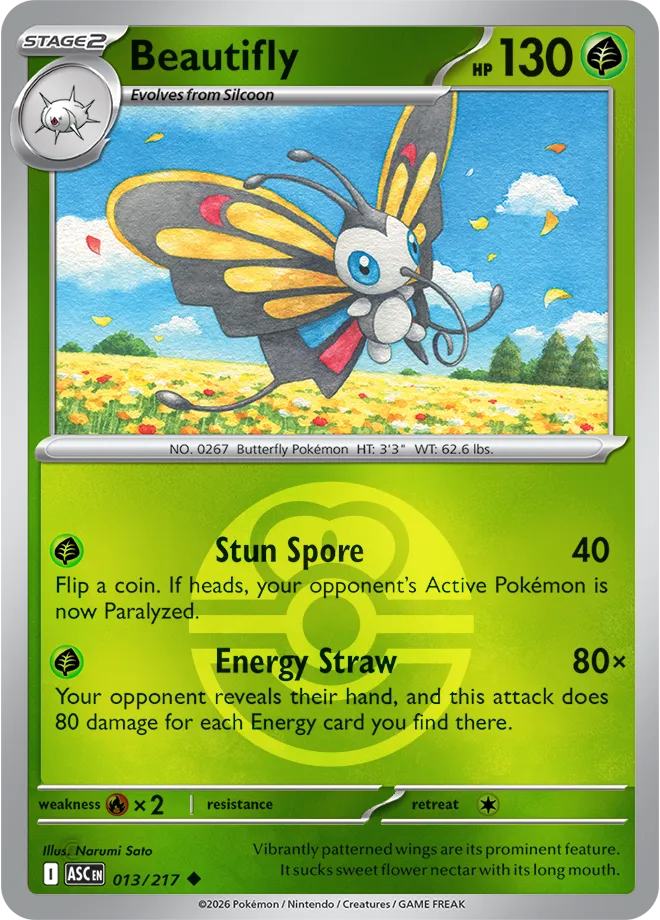 STAGE2
Beautifly
HP 130
Evolves from Silcoon
NO. 0267 Butterfly Pokémon HT: 3'3" WT: 62.6 lbs.
Stun Spore 40
Flip a coin. If heads, your opponent's Active Pokémon is
now Paralyzed.
Energy Straw 80×
Your opponent reveals their hand, and this attack does
80 damage for each Energy card you find there.
weakness ×2 resistance retreat
Illus. Narumi Sato
Vibrantly patterned wings are its prominent feature.
It sucks sweet flower nectar with its long mouth.
I ASC EN 013/217
©2026 Pokémon / Nintendo / Creatures / GAME FREAK